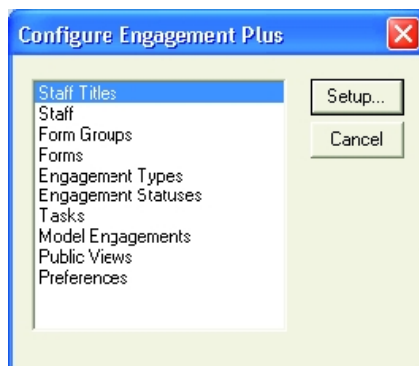 Configure Engagement Plus
Staff Titles
Setup...
Staff
Form Groups
Cancel
Forms
Engagement Types
Engagement Statuses
Tasks
Model Engagements
Public Views
Preferences